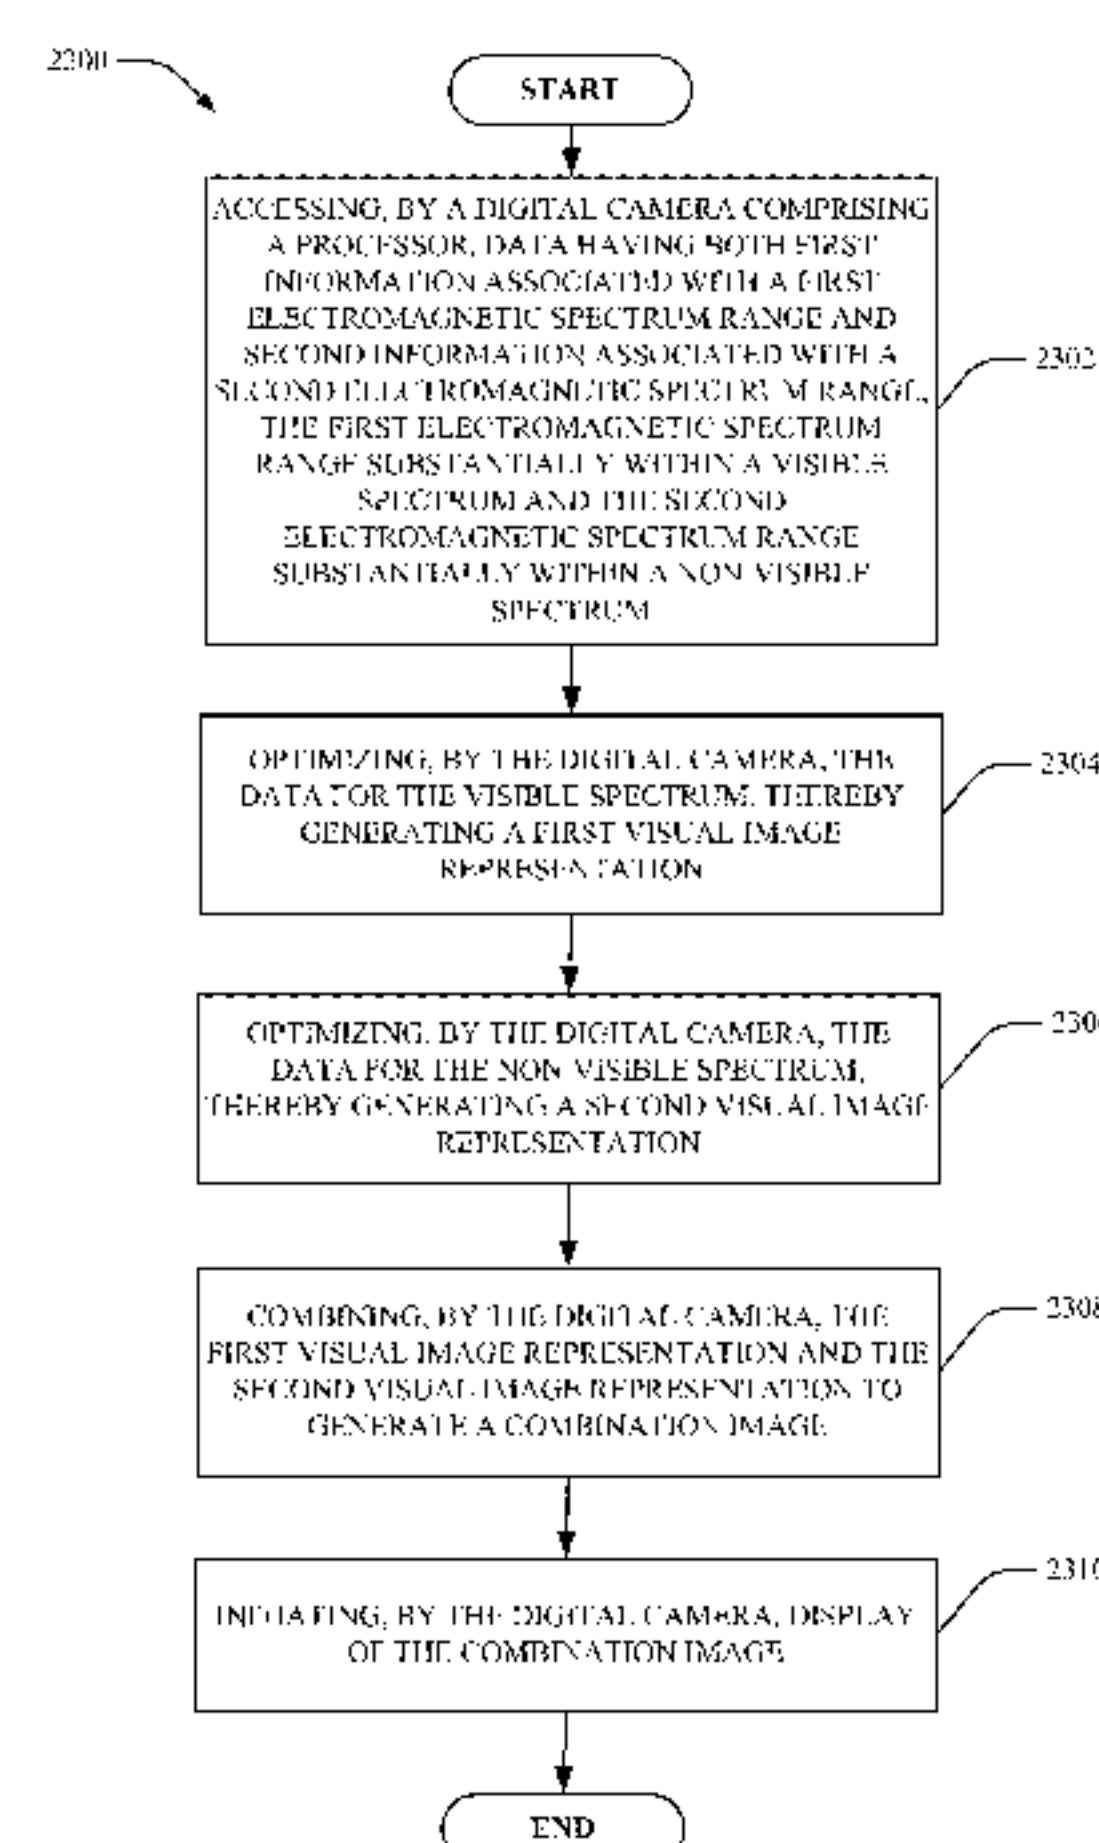 2300
START
ACCESSING, BY A DIGITAL CAMERA COMPRISING
A PROCESSOR, DATA HAVING BOTH FIRST
INFORMATION ASSOCIATED WITH A FIRST
ELECTROMAGNETIC SPECTRUM RANGE AND
SECOND INFORMATION ASSOCIATED WITH A
SECOND ELECTROMAGNETIC SPECTRUM RANGE,
THE FIRST ELECTROMAGNETIC SPECTRUM
RANGE SUBSTANTIALLY WITHIN A VISIBLE
SPECTRUM AND THE SECOND
ELECTROMAGNETIC SPECTRUM RANGE
SUBSTANTIALLY WITHIN A NON VISIBLE
SPECTRUM
2302
OPTIMIZING, BY THE DIGITAL CAMERA, THE
DATA FOR THE VISIBLE SPECTRUM, THEREBY
GENERATING A FIRST VISUAL IMAGE
REPRESENTATION
2304
OPTIMIZING, BY THE DIGITAL CAMERA, THE
DATA FOR THE NON VISIBLE SPECTRUM,
THEREBY GENERATING A SECOND VISUAL IMAGE
REPRESENTATION
2306
COMBINING, BY THE DIGITAL CAMERA, THE
FIRST VISUAL IMAGE REPRESENTATION AND THE
SECOND VISUAL IMAGE REPRESENTATION TO
GENERATE A COMBINATION IMAGE
2308
INITIATING, BY THE DIGITAL CAMERA, DISPLAY
OF THE COMBINATION IMAGE
2310
END